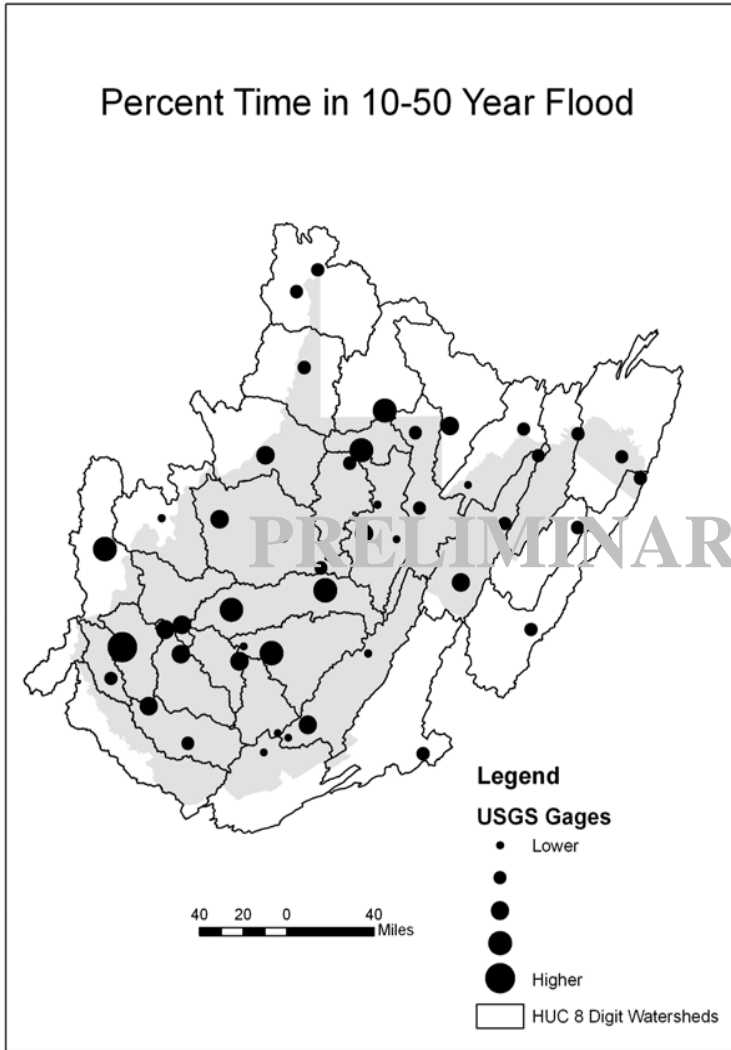 Percent Time in 10-50 Year Flood
PRELIMINAR
Legend
USGS Gages
Lower
Higher
HUC 8 Digit Watersheds
40 20 0 40
Miles